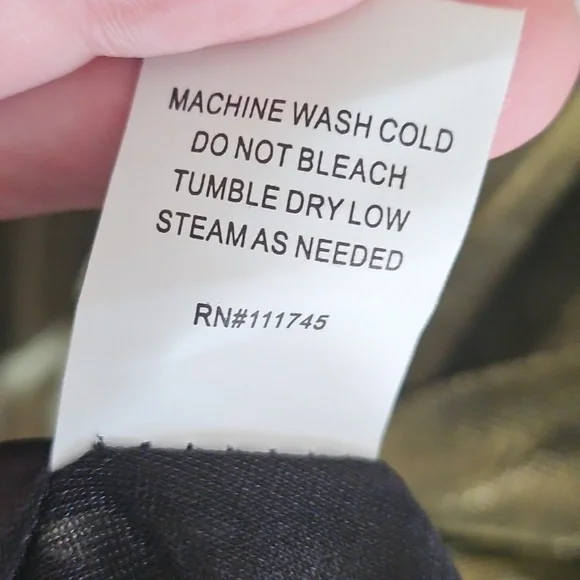 MACHINE WASH COLD
DO NOT BLEACH
TUMBLE DRY LOW
STEAM AS NEEDED
RN#111745